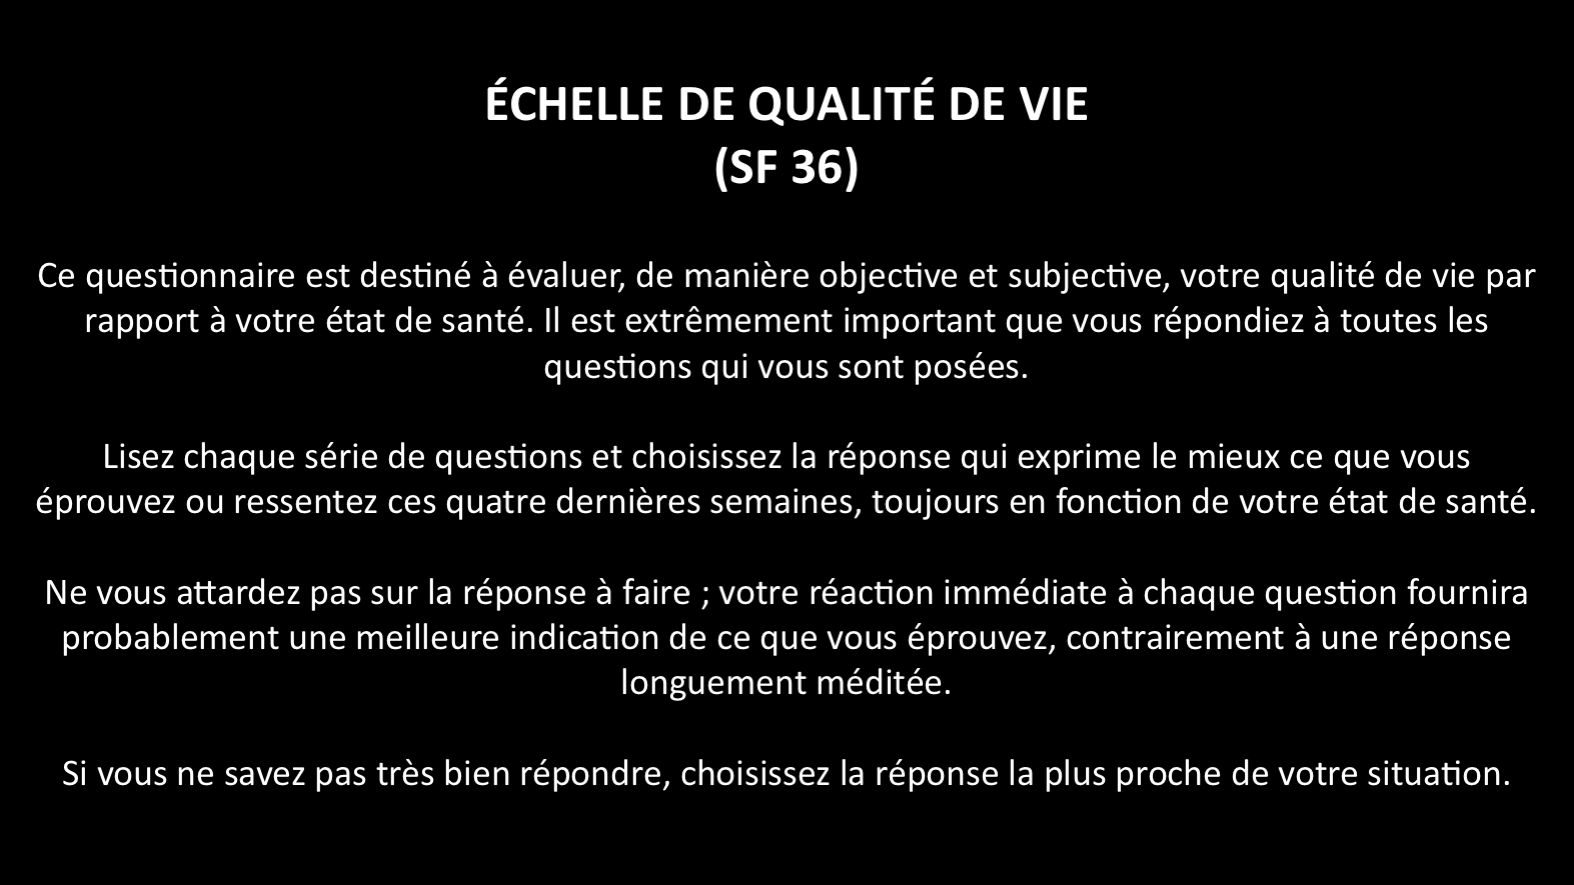 ÉCHELLE DE QUALITÉ DE VIE
(SF 36)
Ce questionnaire est destiné à évaluer, de manière objective et subjective, votre qualité de vie par
rapport à votre état de santé. Il est extrêmement important que vous répondiez à toutes les
questions qui vous sont posées.
Lisez chaque série de questions et choisissez la réponse qui exprime le mieux ce que vous
éprouvez ou ressentez ces quatre dernières semaines, toujours en fonction de votre état de santé.
Ne vous attardez pas sur la réponse à faire ; votre réaction immédiate à chaque question fournira
probablement une meilleure indication de ce que vous éprouvez, contrairement à une réponse
longuement méditée.
Si vous ne savez pas très bien répondre, choisissez la réponse la plus proche de votre situation.